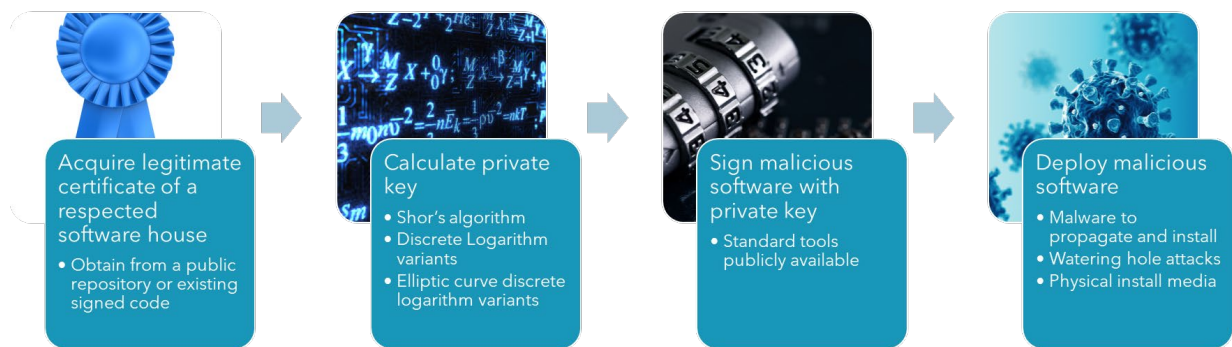 Acquire legitimate
certificate of a
respected
software house
• Obtain from a public
repository or existing
signed code
Calculate private
key
• Shor's algorithm
• Discrete Logarithm
variants
• Elliptic curve discrete
logarithm variants
Sign malicious
software with
private key
• Standard tools
publicly available
Deploy malicious
software
• Malware to
propagate and install
• Watering hole attacks
• Physical install media